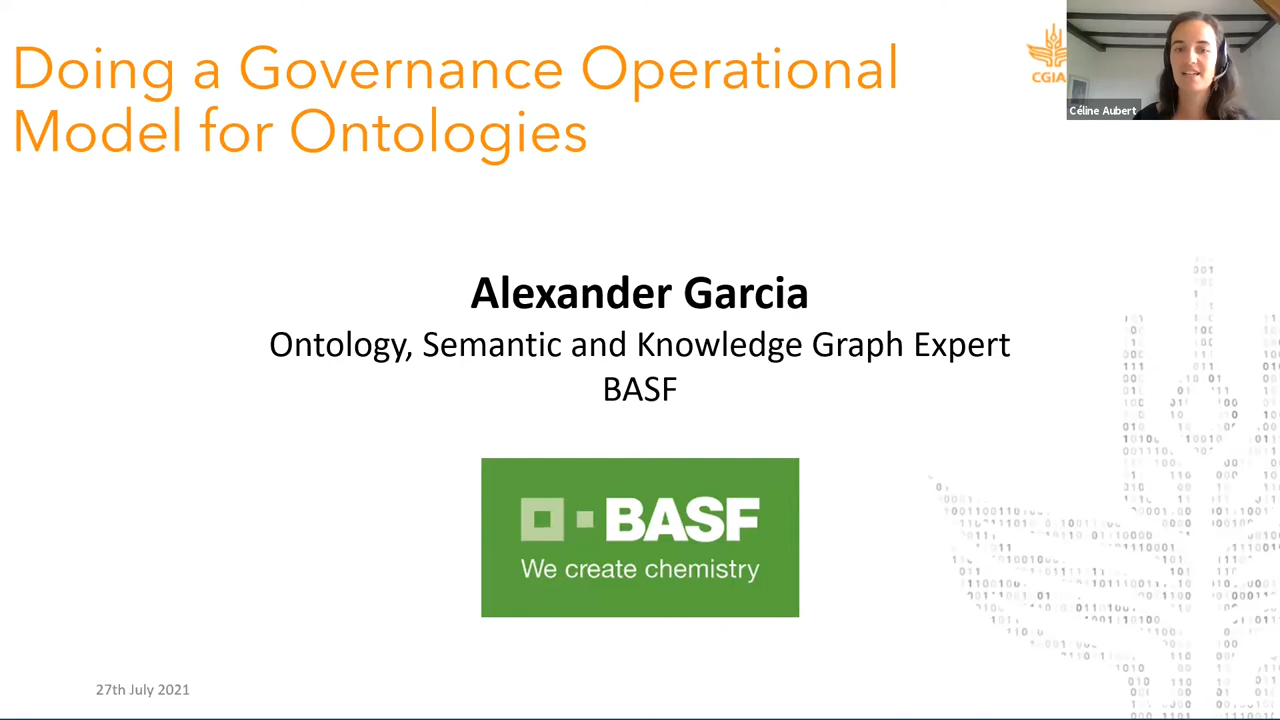 Doing a Governance Operational
Model for Ontologies
CGIA
Céline Aubert
Alexander Garcia
Ontology, Semantic and Knowledge Graph Expert
BASF
BASF
We create chemistry
27th July 2021